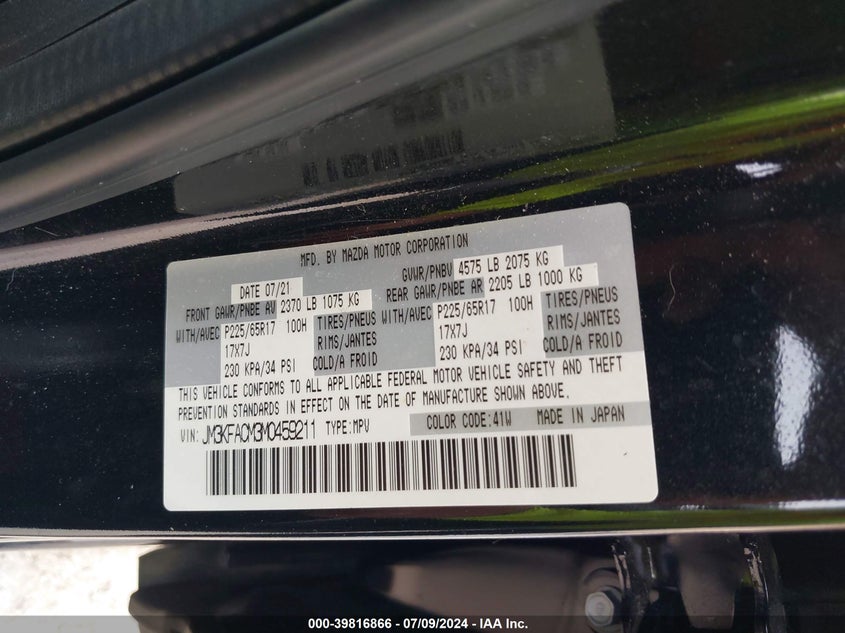 MFD. BY MAZDA MOTOR CORPORATION
DATE 07/21 GVWR/PNBV 4575 LB 2075 KG
FRONT GAWR/PNBE AV 2370 LB 1075 KG REAR GAWR/PNBE AR 2205 LB 1000 KG
WITH/AVEC P225/65R17 100H TIRES/PNEUS WITH/AVEC P225/65R17 100H TIRES/PNEUS
17X7J RIMS/JANTES 17X7J RIMS/JANTES
230 KPA/34 PSI COLD/A FROID 230 KPA/34 PSI COLD/A FROID
THIS VEHICLE CONFORMS TO ALL APPLICABLE FEDERAL MOTOR VEHICLE SAFETY AND THEFT
PREVENTION STANDARDS IN EFFECT ON THE DATE OF MANUFACTURE SHOWN ABOVE.
VIN: JM3KFACM3M0459211 TYPE:MPV COLOR CODE:41W MADE IN JAPAN
000-39816866 - 07/09/2024 - IAA Inc.